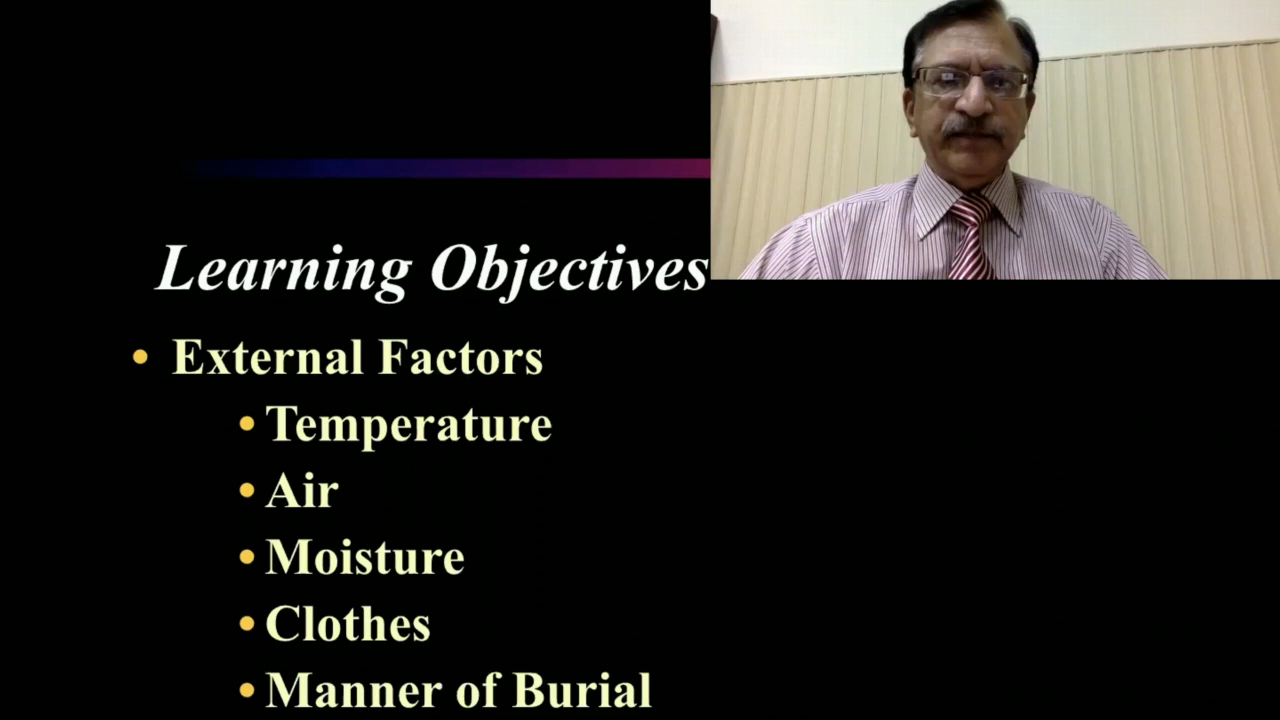 Learning Objectives
• External Factors
• Temperature
• Air
• Moisture
• Clothes
• Manner of Burial